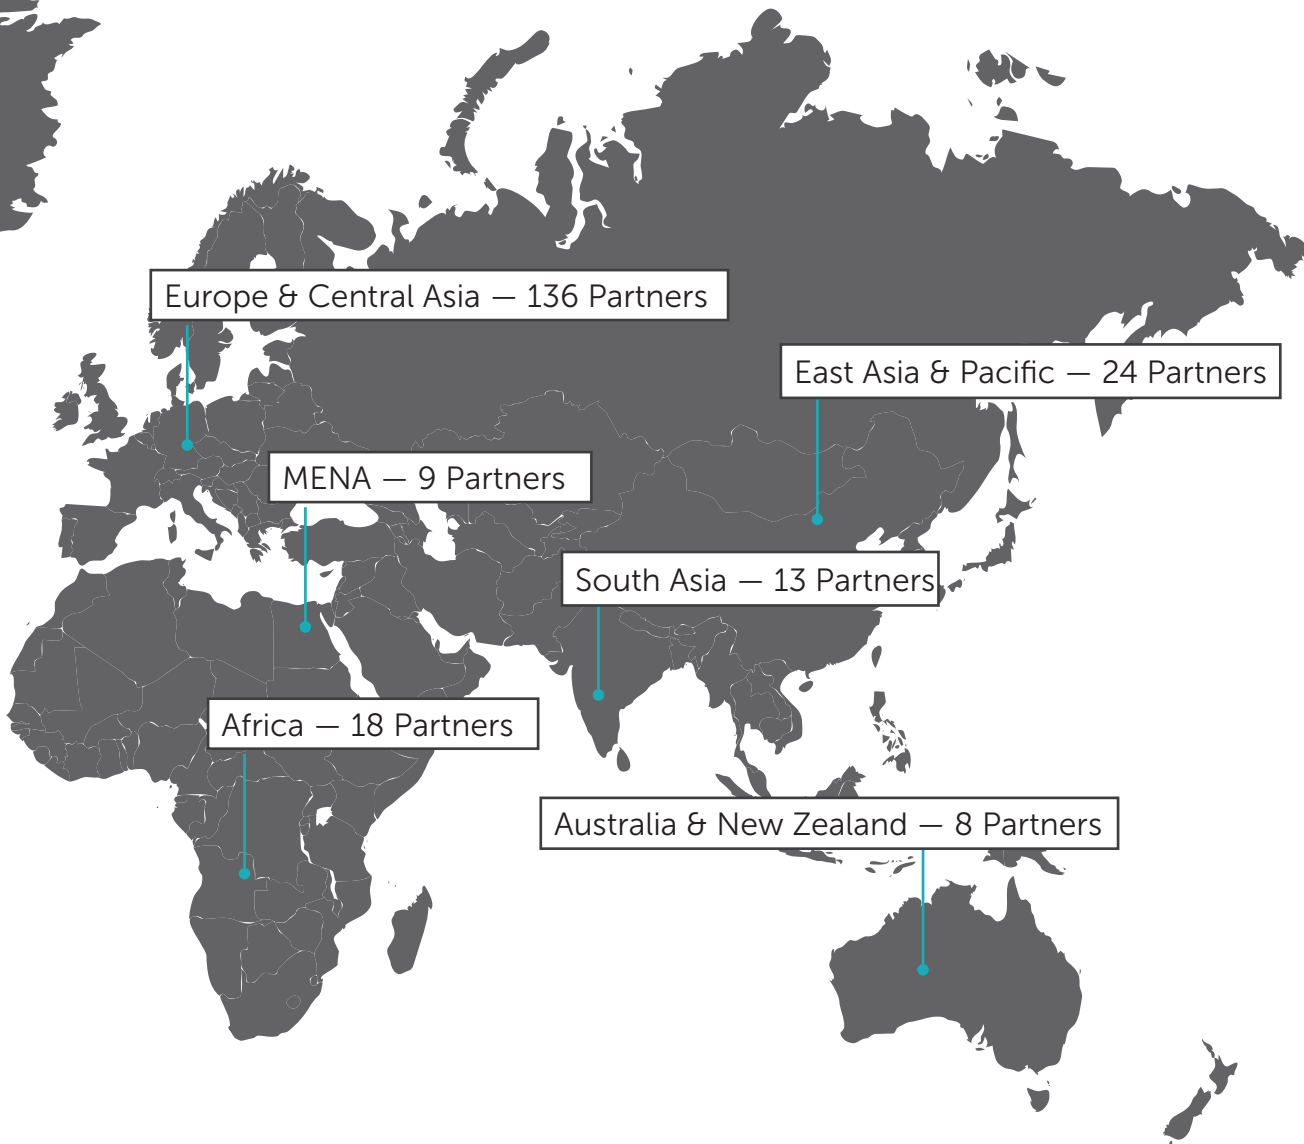 Europe & Central Asia — 136 Partners
East Asia & Pacific — 24 Partners
MENA — 9 Partners
South Asia — 13 Partners
Africa — 18 Partners
Australia & New Zealand — 8 Partners